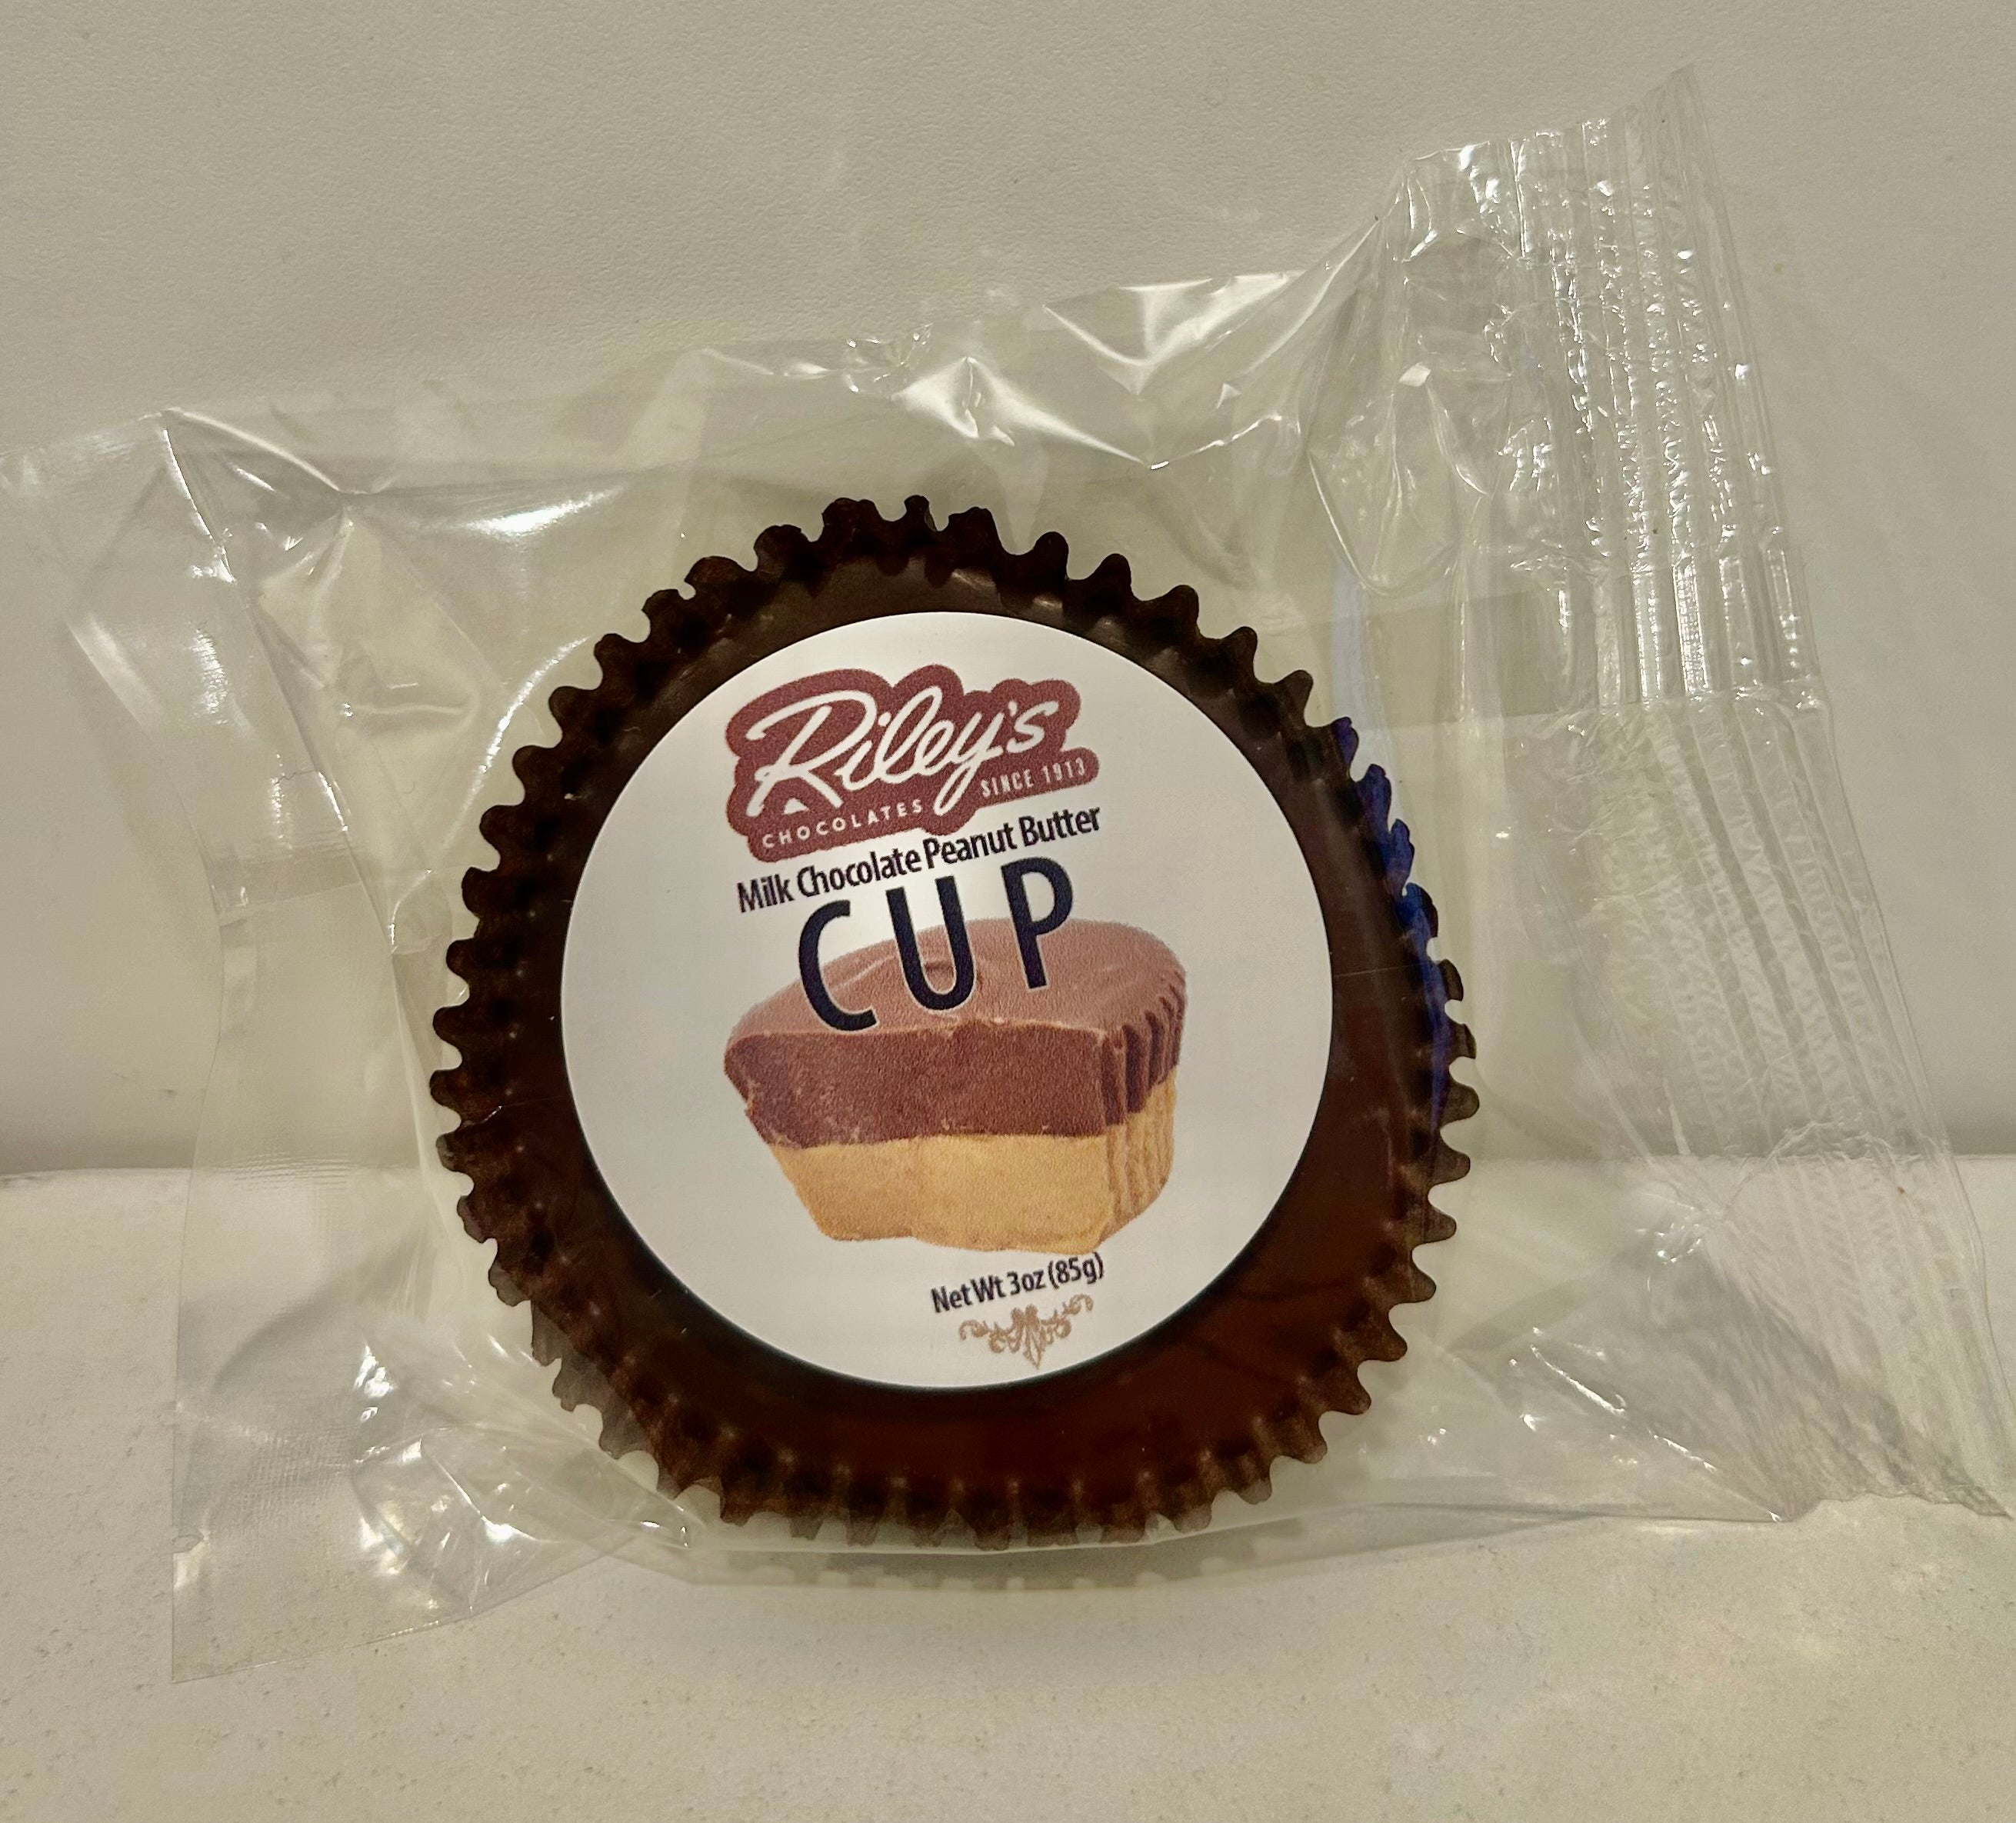 Riley's
CHOCOLATES SINCE 1913
Milk Chocolate Peanut Butter
CUP
Net Wt 3oz (85g)